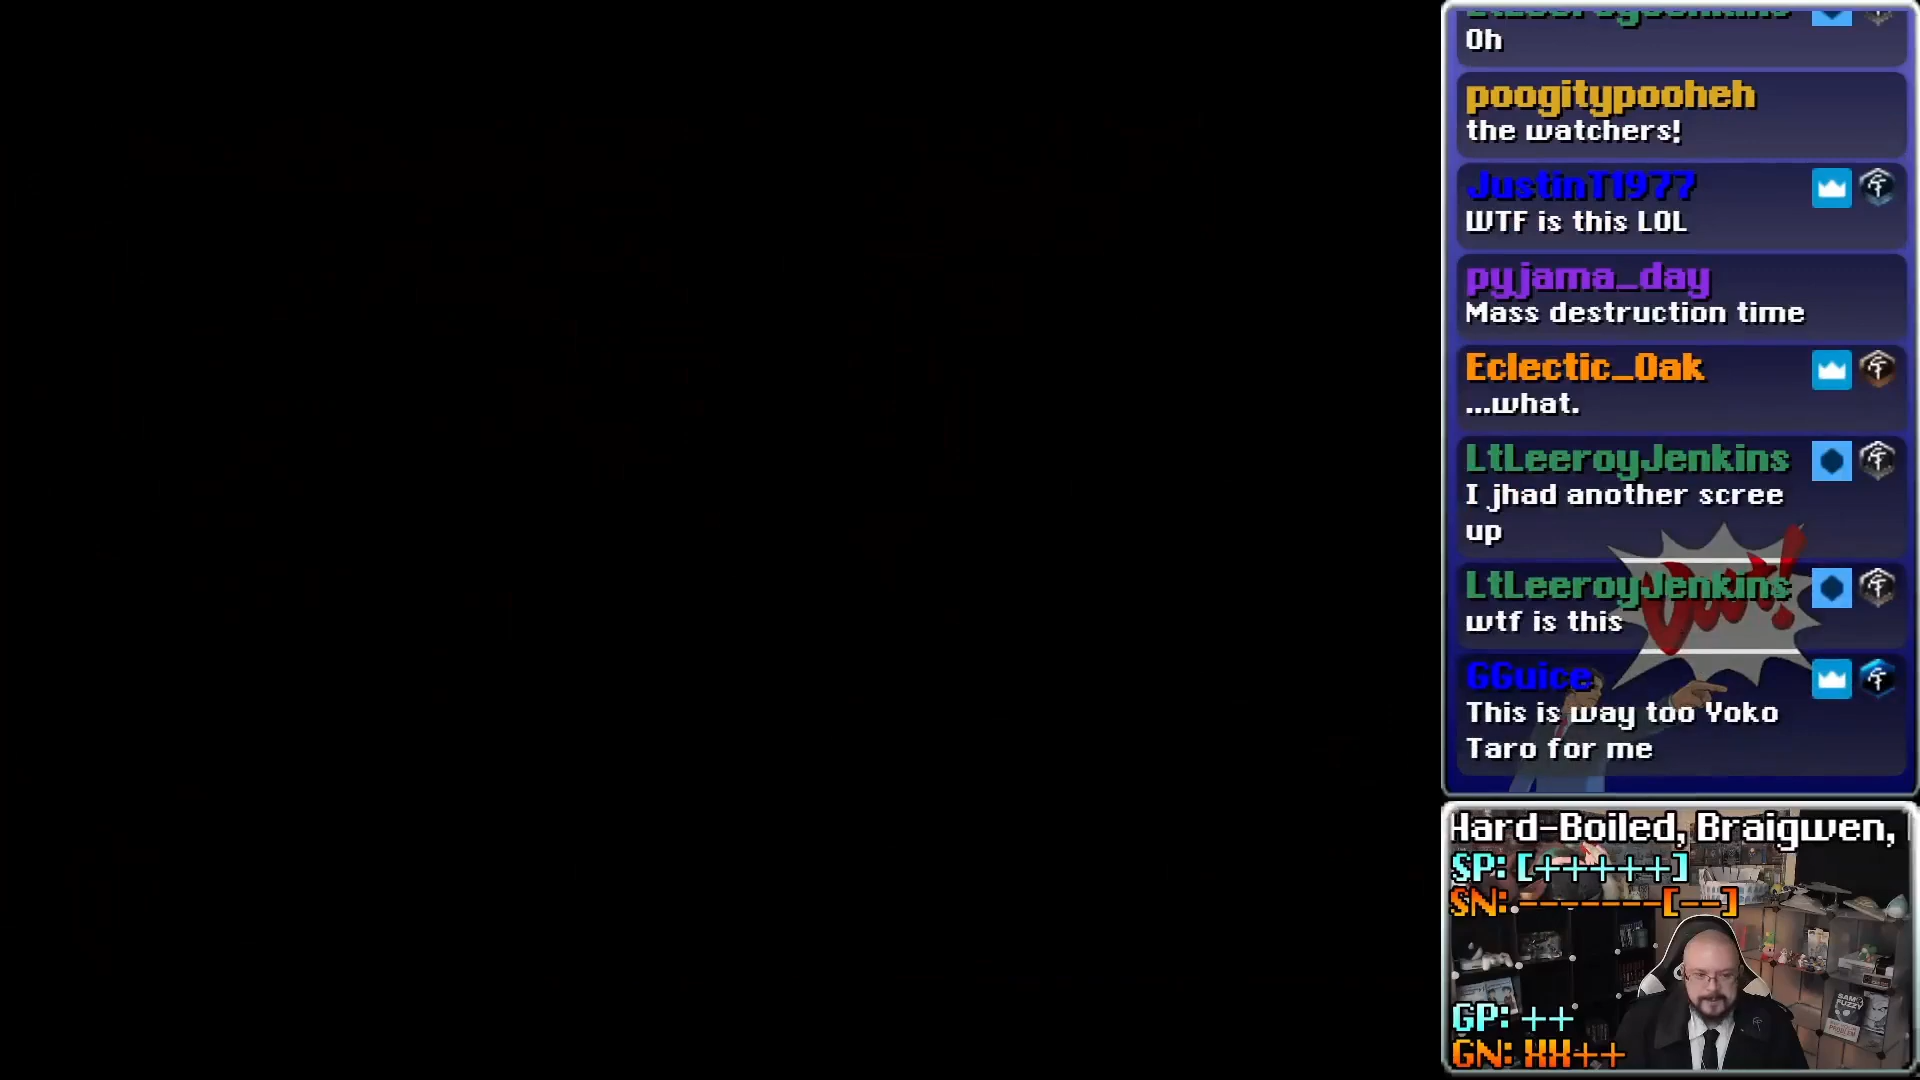 LtLeeroyJenkins
Oh
poogitypooheh
the watchers!
JustinT1977
WTF is this LOL
pyjama_day
Mass destruction time
Eclectic_Oak
...what.
LtLeeroyJenkins
I jhad another scree
up
LtLeeroyJenkins
wtf is this
GGuice
This is way too Yoko
Taro for me
Hard-Boiled, Braigwen,
SP: [+++++]
SN: -------[--]
GP: ++
GN: XX++